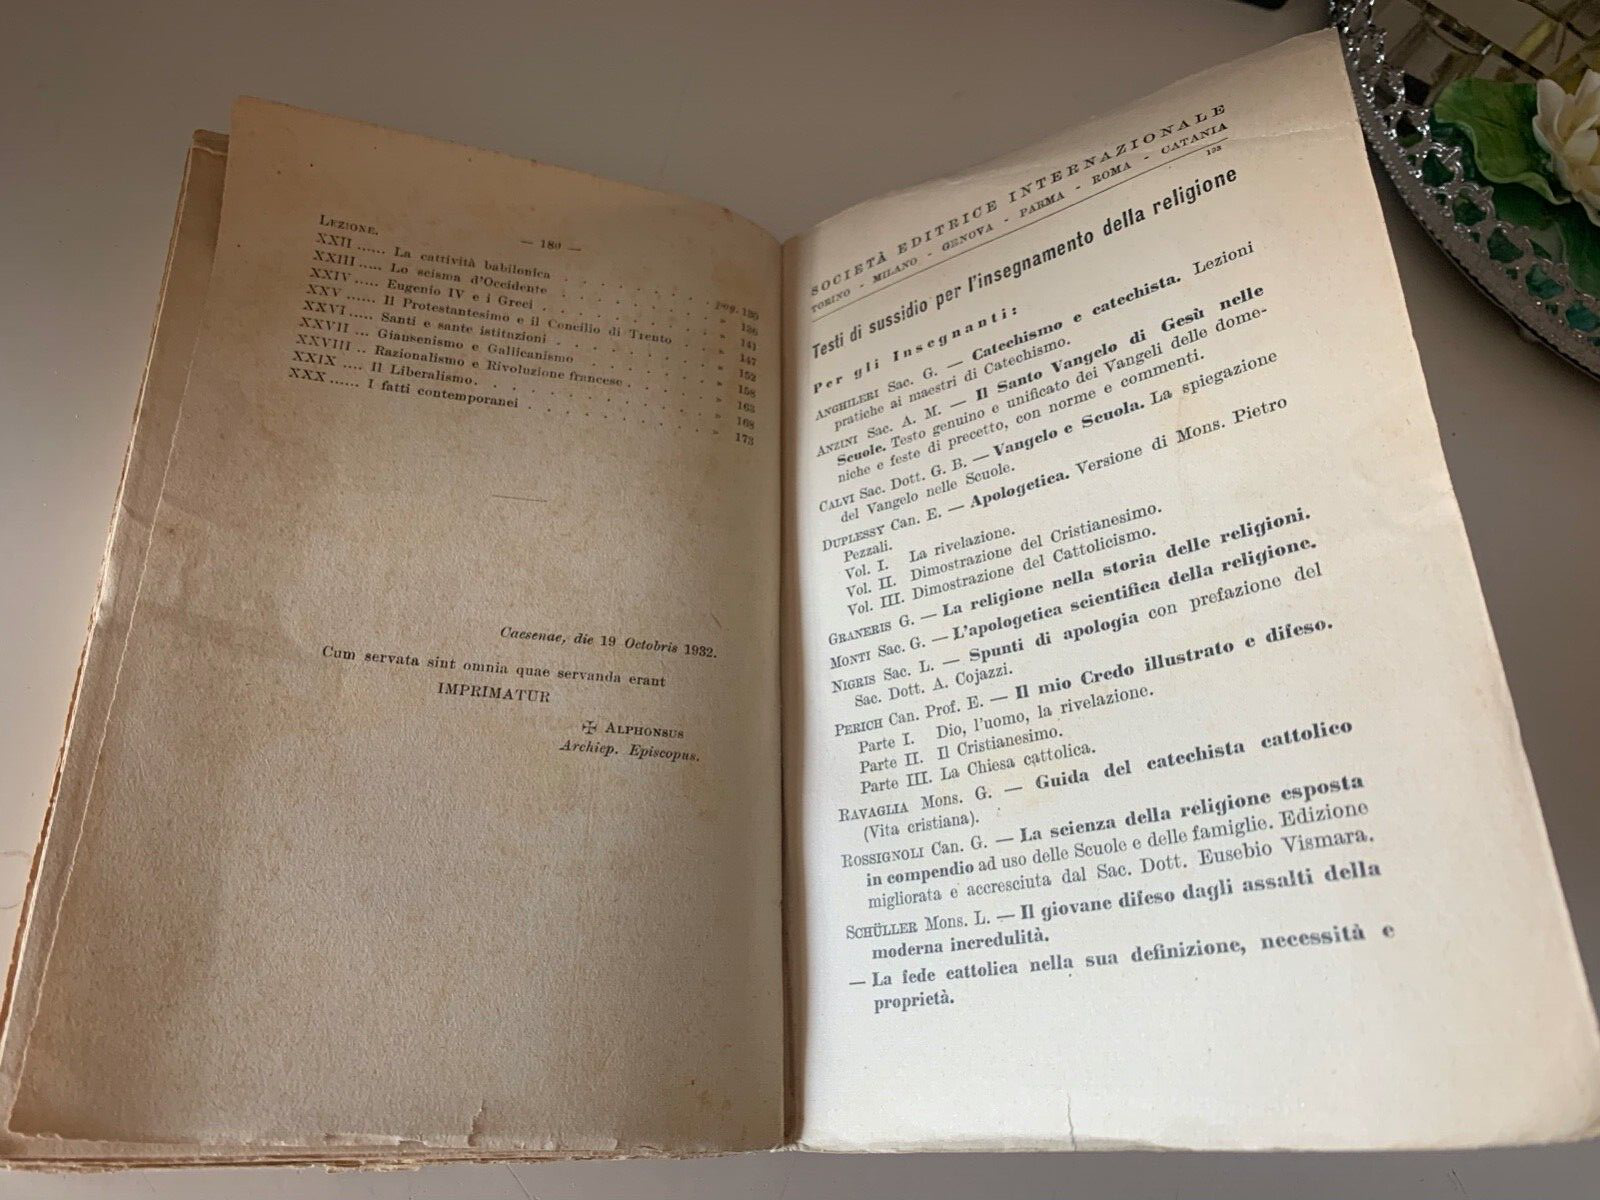 — 180 —
LEZIONE.
XXII ...... La cattività babilonica . . . . . . . . pag. 135
XXIII ..... Lo scisma d'Occidente . . . . . . . . » 136
XXIV ..... Eugenio IV e i Greci . . . . . . . . » 141
XXV ...... Il Protestantesimo e il Concilio di Trento . . » 147
XXVI ..... Santi e sante istituzioni . . . . . . . . » 152
XXVII ... Giansenismo e Gallicanismo . . . . . . » 158
XXVIII .. Razionalismo e Rivoluzione francese . . . . » 163
XXIX .... Il Liberalismo. . . . . . . . . . » 168
XXX ...... I fatti contemporanei . . . . . . . . » 173
Caesenae, die 19 Octobris 1932.
Cum servata sint omnia quae servanda erant
IMPRIMATUR
✠ ALPHONSUS
Archiep. Episcopus.
SOCIETÀ EDITRICE INTERNAZIONALE
TORINO - MILANO - GENOVA - PARMA - ROMA - CATANIA
Testi di sussidio per l'insegnamento della religione
Per gli Insegnanti:
ANGHILERI Sac. G. — Catechismo e catechista. Lezioni
pratiche ai maestri di Catechismo.
ANZINI Sac. A. M. — Il Santo Vangelo di Gesù nelle
Scuole. Testo genuino e unificato dei Vangeli delle dome-
niche e feste di precetto, con norme e commenti.
CALVI Sac. Dott. G. B. — Vangelo e Scuola. La spiegazione
del Vangelo nelle Scuole.
DUPLESSY Can. E. — Apologetica. Versione di Mons. Pietro
Pezzali.
Vol. I. La rivelazione.
Vol. II. Dimostrazione del Cristianesimo.
Vol. III. Dimostrazione del Cattolicismo.
GRANERIS G. — La religione nella storia delle religioni.
MONTI Sac. G. — L'apologetica scientifica della religione.
NIGRIS Sac. L. — Spunti di apologia con prefazione del
Sac. Dott. A. Cojazzi.
PERICH Can. Prof. E. — Il mio Credo illustrato e difeso.
Parte I. Dio, l'uomo, la rivelazione.
Parte II. Il Cristianesimo.
Parte III. La Chiesa cattolica.
RAVAGLIA Mons. G. — Guida del catechista cattolico
(Vita cristiana).
ROSSIGNOLI Can. G. — La scienza della religione esposta
in compendio ad uso delle Scuole e delle famiglie. Edizione
migliorata e accresciuta dal Sac. Dott. Eusebio Vismara.
SCHÜLLER Mons. L. — Il giovane difeso dagli assalti della
moderna incredulità.
— La fede cattolica nella sua definizione, necessità e
proprietà.